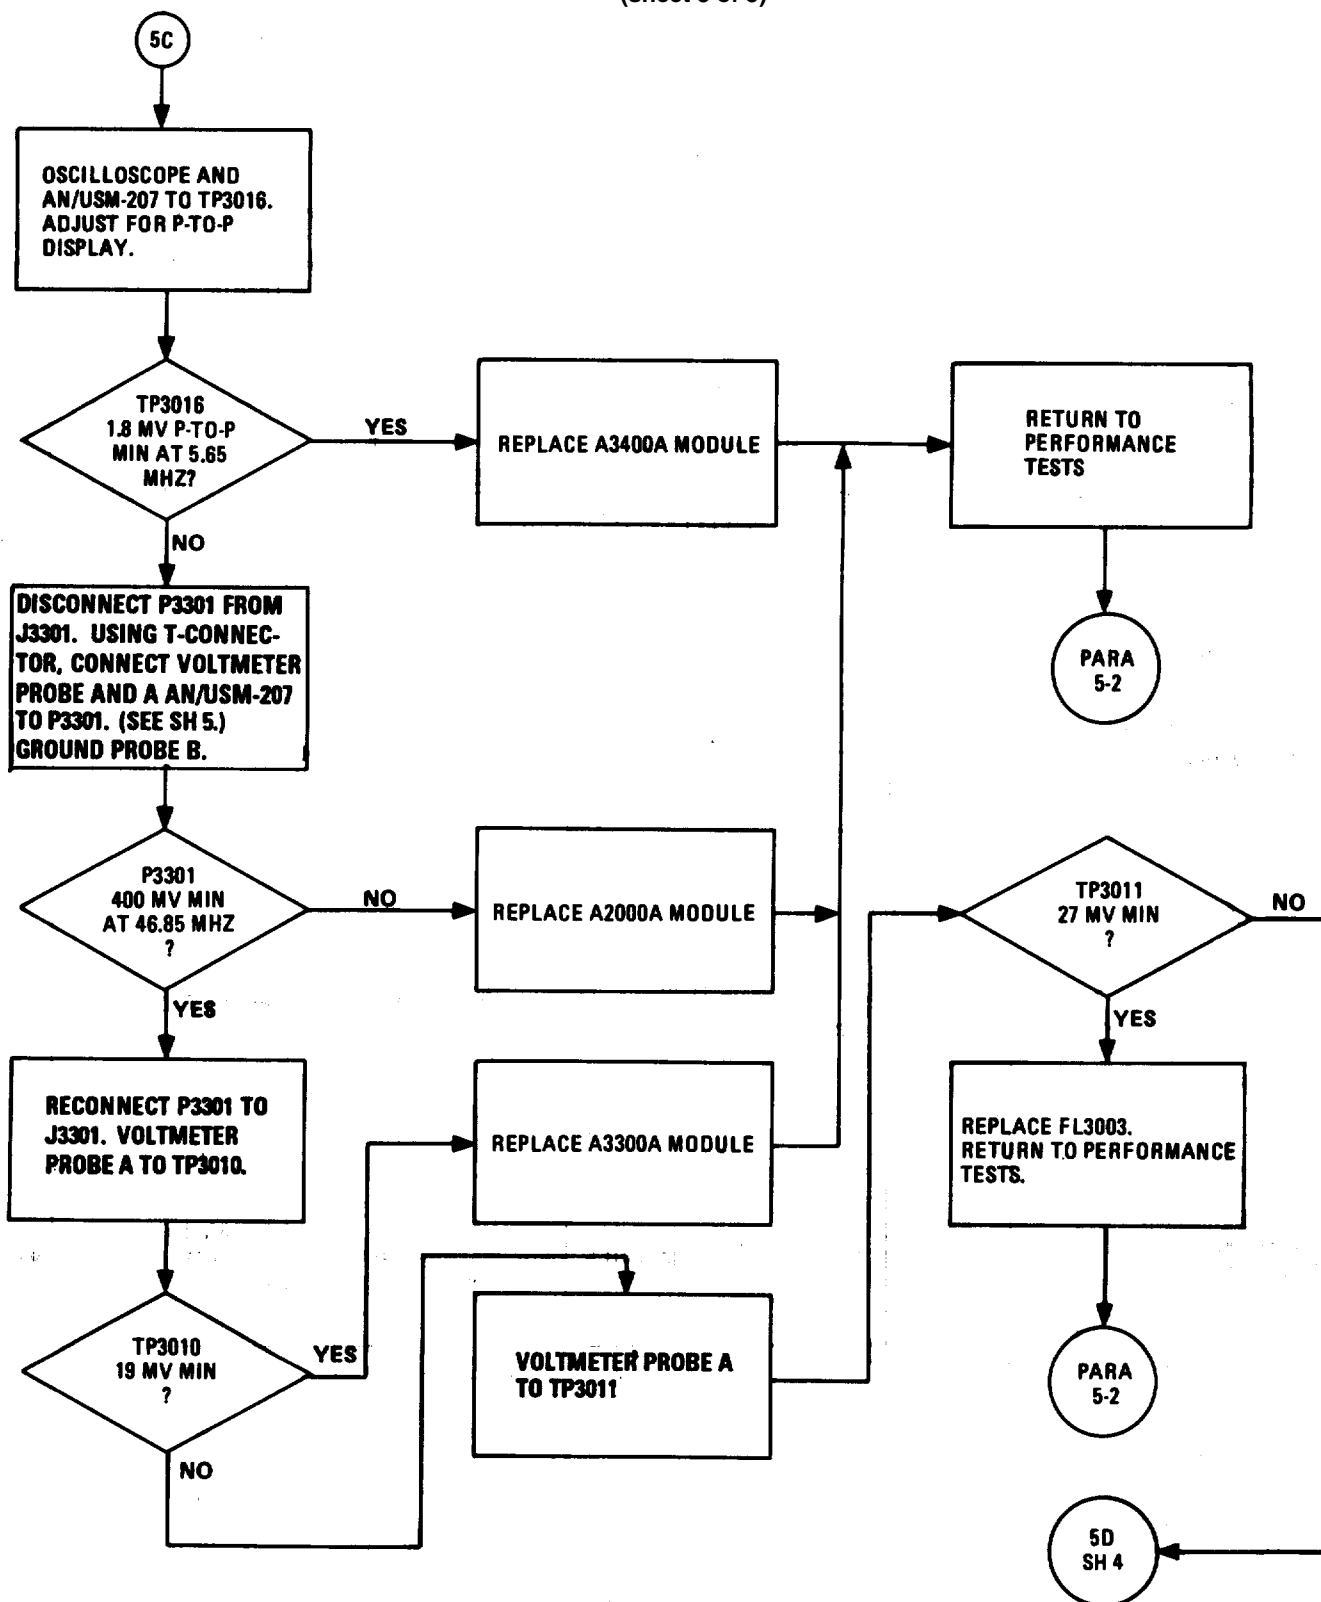 5C
OSCILLOSCOPE AND
AN/USM-207 TO TP3016.
ADJUST FOR P-TO-P
DISPLAY.
TP3016
1.8 MV P-TO-P
MIN AT 5.65
MHZ?
YES
REPLACE A3400A MODULE
RETURN TO
PERFORMANCE
TESTS
NO
DISCONNECT P3301 FROM
J3301. USING T-CONNEC-
TOR, CONNECT VOLTMETER
PROBE AND A AN/USM-207
TO P3301. (SEE SH 5.)
GROUND PROBE B.
PARA
5-2
P3301
400 MV MIN
AT 46.85 MHZ
?
NO
REPLACE A2000A MODULE
TP3011
27 MV MIN
?
NO
YES
YES
RECONNECT P3301 TO
J3301. VOLTMETER
PROBE A TO TP3010.
REPLACE A3300A MODULE
REPLACE FL3003.
RETURN TO PERFORMANCE
TESTS.
TP3010
19 MV MIN
?
YES
VOLTMETER PROBE A
TO TP3011
PARA
5-2
NO
5D
SH 4